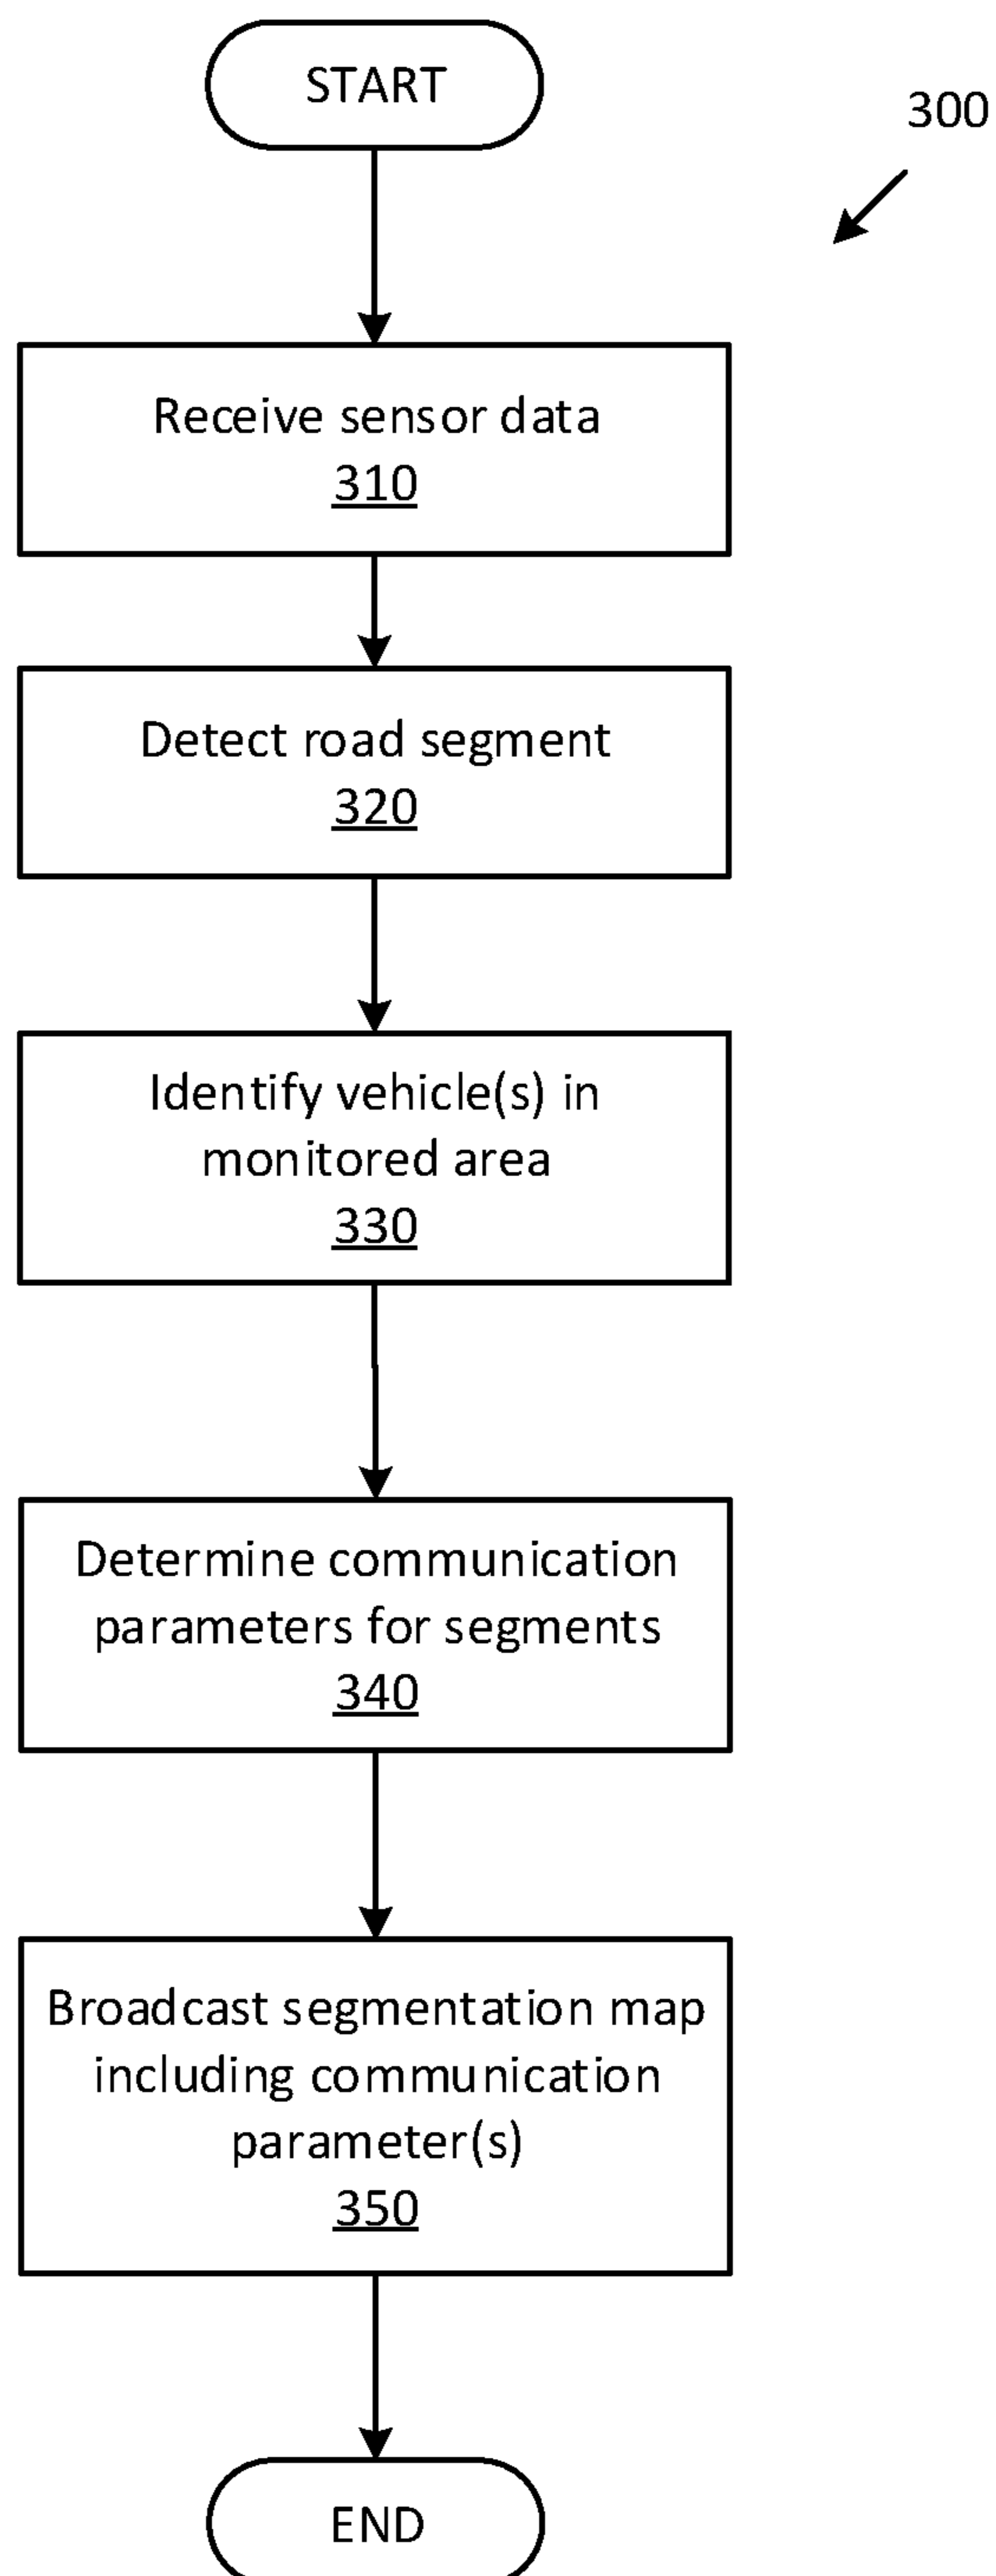 START
300
Receive sensor data
310
Detect road segment
320
Identify vehicle(s) in
monitored area
330
Determine communication
parameters for segments
340
Broadcast segmentation map
including communication
parameter(s)
350
END